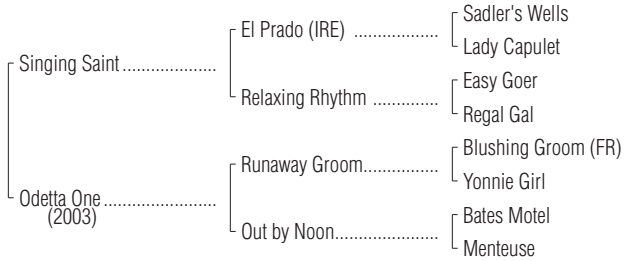 Sadler's Wells
El Prado (IRE) ..................
Lady Capulet
Singing Saint ....................
Easy Goer
Relaxing Rhythm ..............
Regal Gal
Blushing Groom (FR)
Runaway Groom................
Yonnie Girl
Odetta One ........................
(2003)
Bates Motel
Out by Noon......................
Menteuse